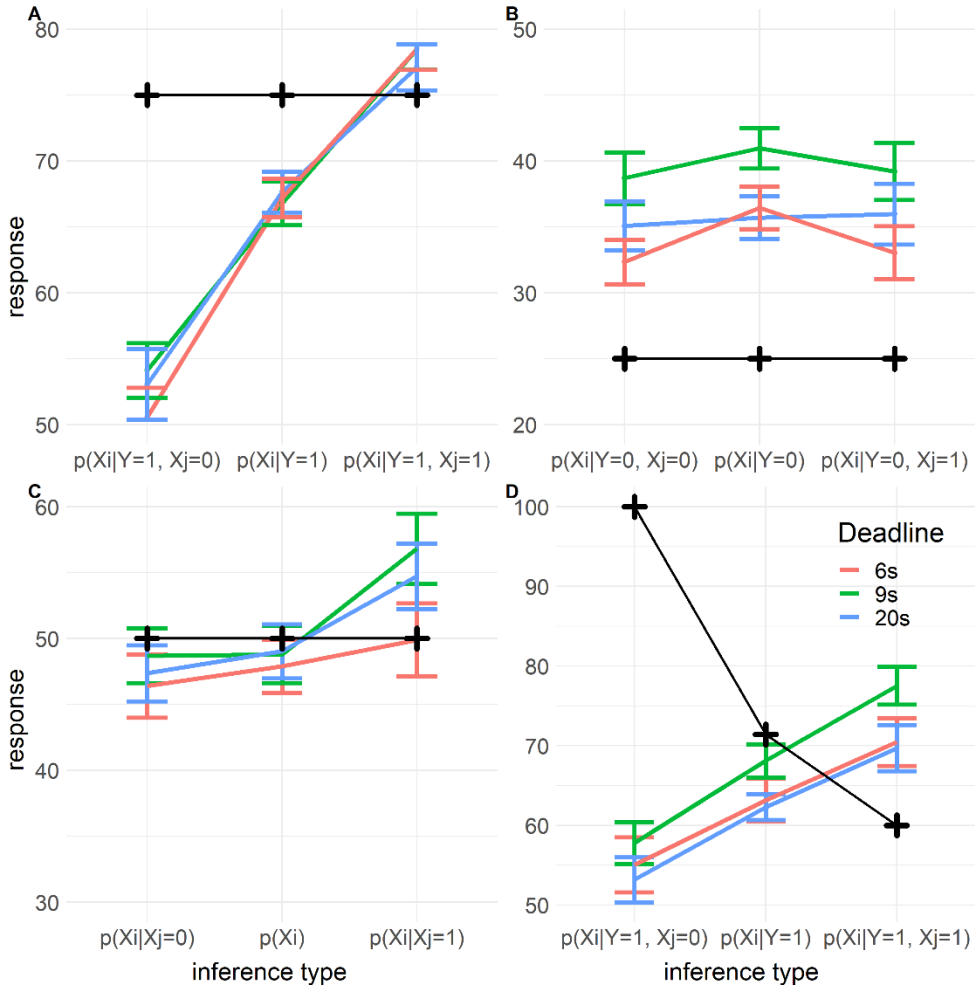 A
80
70
60
50
response
p(Xi|Y=1, Xj=0) p(Xi|Y=1) p(Xi|Y=1, Xj=1)
B
50
40
30
20
p(Xi|Y=0, Xj=0) p(Xi|Y=0) p(Xi|Y=0, Xj=1)
C
60
50
40
30
response
p(Xi|Xj=0) p(Xi) p(Xi|Xj=1)
inference type
D
100
90
80
70
60
50
Deadline
6s
9s
20s
p(Xi|Y=1, Xj=0) p(Xi|Y=1) p(Xi|Y=1, Xj=1)
inference type